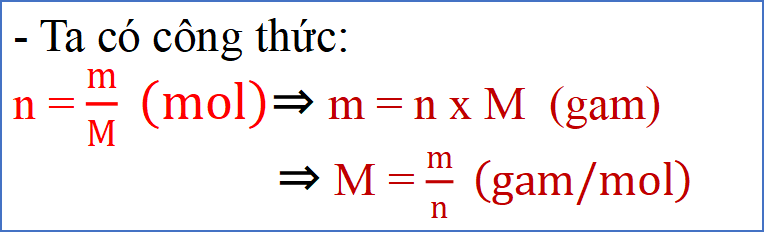 - Ta có công thức:
n = m/M (mol) ⇒ m = n x M (gam)
⇒ M = m/n (gam/mol)